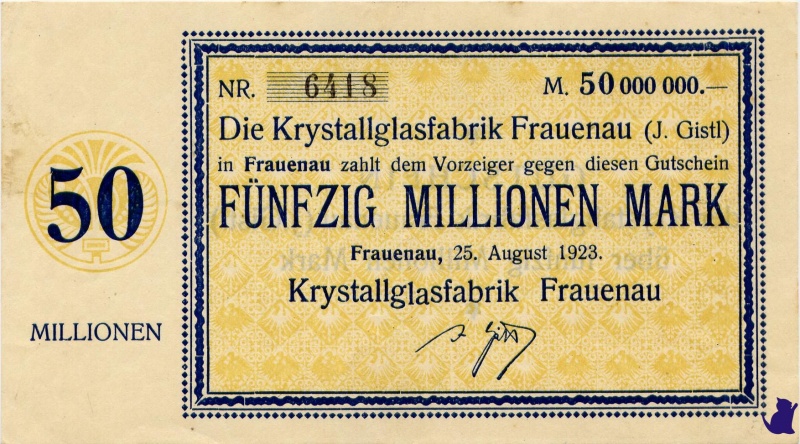 50
MILLIONEN
NR. 6418 M. 50 000 000.—
Die Krystallglasfabrik Frauenau (J. Gistl)
in Frauenau zahlt dem Vorzeiger gegen diesen Gutschein
FÜNFZIG MILLIONEN MARK
Frauenau, 25. August 1923.
Krystallglasfabrik Frauenau